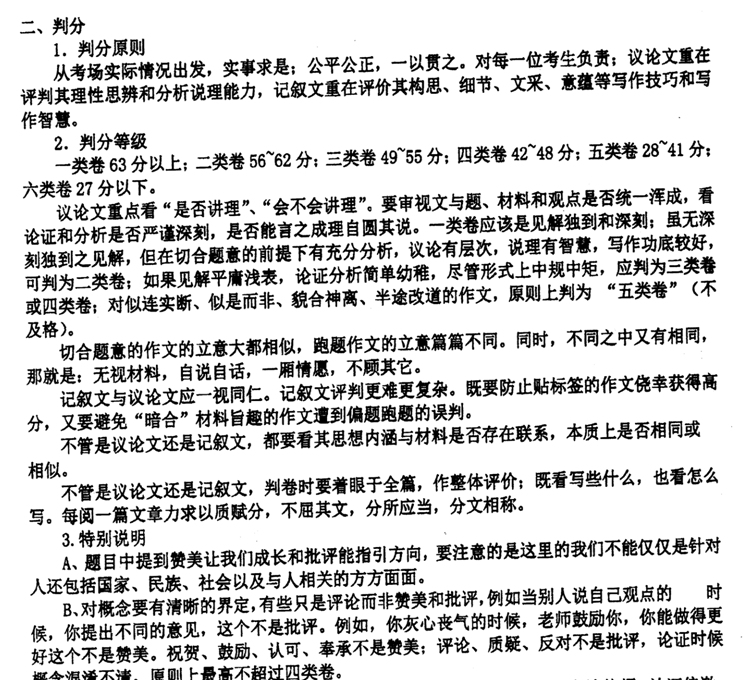 二、判分
1. 判分原则
从考场实际情况出发，实事求是；公平公正，一以贯之。对每一位考生负责；议论文重在
评判其理性思辨和分析说理能力，记叙文重在评价其构思、细节、文采、意蕴等写作技巧和写
作智慧。
2. 判分等级
一类卷 63 分以上；二类卷 56~62 分；三类卷 49~55 分；四类卷 42~48 分；五类卷 28~41 分；
六类卷 27 分以下。
议论文重点看“是否讲理”、“会不会讲理”。要审视文与题、材料和观点是否统一浑成，看
论证和分析是否严谨深刻，是否能言之成理自圆其说。一类卷应该是见解独到和深刻；虽无深
刻独到之见解，但在切合题意的前提下有充分分析，议论有层次，说理有智慧，写作功底较好，
可判为二类卷；如果见解平庸浅表，论证分析简单幼稚，尽管形式上中规中矩，应判为三类卷
或四类卷；对似连实断、似是而非、貌合神离、半途改道的作文，原则上判为 “五类卷”（不
及格）。
切合题意的作文的立意大都相似，跑题作文的立意篇篇不同。同时，不同之中又有相同，
那就是：无视材料，自说自话，一厢情愿，不顾其它。
记叙文与议论文应一视同仁。记叙文评判更难更复杂。既要防止贴标签的作文侥幸获得高
分，又要避免“暗合”材料旨趣的作文遭到偏题跑题的误判。
不管是议论文还是记叙文，都要看其思想内涵与材料是否存在联系，本质上是否相同或
相似。
不管是议论文还是记叙文，判卷时要着眼于全篇，作整体评价；既看写些什么，也看怎么
写。每阅一篇文章力求以质赋分，不屈其文，分所应当，分文相称。
3.特别说明
A、题目中提到赞美让我们成长和批评能指引方向，要注意的是这里的我们不能仅仅是针对
人还包括国家、民族、社会以及与人相关的方方面面。
B、对概念要有清晰的界定，有些只是评论而非赞美和批评，例如当别人说自己观点的 时
候，你提出不同的意见，这个不是批评。例如，你灰心丧气的时候，老师鼓励你，你能做得更
好这个不是赞美。祝贺、鼓励、认可、奉承不是赞美；评论、质疑、反对不是批评，论证时候
概念混淆不清，原则上最高不超过四类卷。